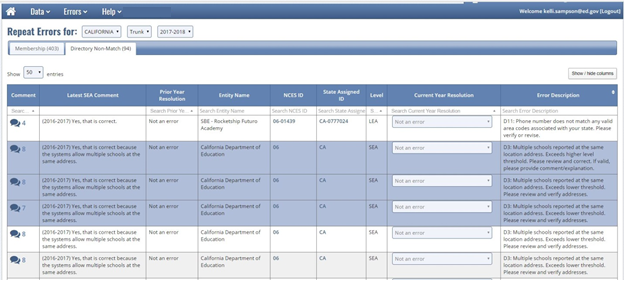 Data Errors Help Welcome kelli.sampson@ed.gov [Logout]
Repeat Errors for: CALIFORNIA Trunk 2017-2018
Membership (403) Directory Non-Match (94)
Show 50 entries Show / hide columns
Comment Latest SEA Comment Prior Year Resolution Entity Name NCES ID State Assigned ID Level Current Year Resolution Error Description
Searc... Search Prior Ye... Search Entity Name Search NCES ID Search State Assigne Search Current Year Resolution Search Error Description
4 (2016-2017) Yes, that is correct. Not an error SBE - Rocketship Futuro 06-01439 CA-0777024 LEA Not an error D11: Phone number does not match any valid
Academy area codes associated with your state. Please
verify or revise.
8 (2016-2017) Yes, that is correct because Not an error California Department of 06 CA SEA Not an error D3: Multiple schools reported at the same
the systems allow multiple schools at the Education location address. Exceeds higher level
same address. threshold. Please review and correct. If valid,
please provide comment/explanation.
8 (2016-2017) Yes, that is correct because Not an error California Department of 06 CA SEA Not an error D3: Multiple schools reported at the same
the systems allow multiple schools at the Education location address. Exceeds lower threshold.
same address. Please review and verify addresses.
7 (2016-2017) Yes, that is correct because Not an error California Department of 06 CA SEA Not an error D3: Multiple schools reported at the same
the systems allow multiple schools at the Education location address. Exceeds lower threshold.
same address. Please review and verify addresses.
8 (2016-2017) Yes, that is correct because Not an error California Department of 06 CA SEA Not an error D3: Multiple schools reported at the same
the systems allow multiple schools at the Education location address. Exceeds lower threshold.
same address. Please review and verify addresses.
8 (2016-2017) Yes, that is correct because Not an error California Department of 06 CA SEA Not an error D3: Multiple schools reported at the same
the systems allow multiple schools at the Education location address. Exceeds lower threshold.
same address. Please review and verify addresses.